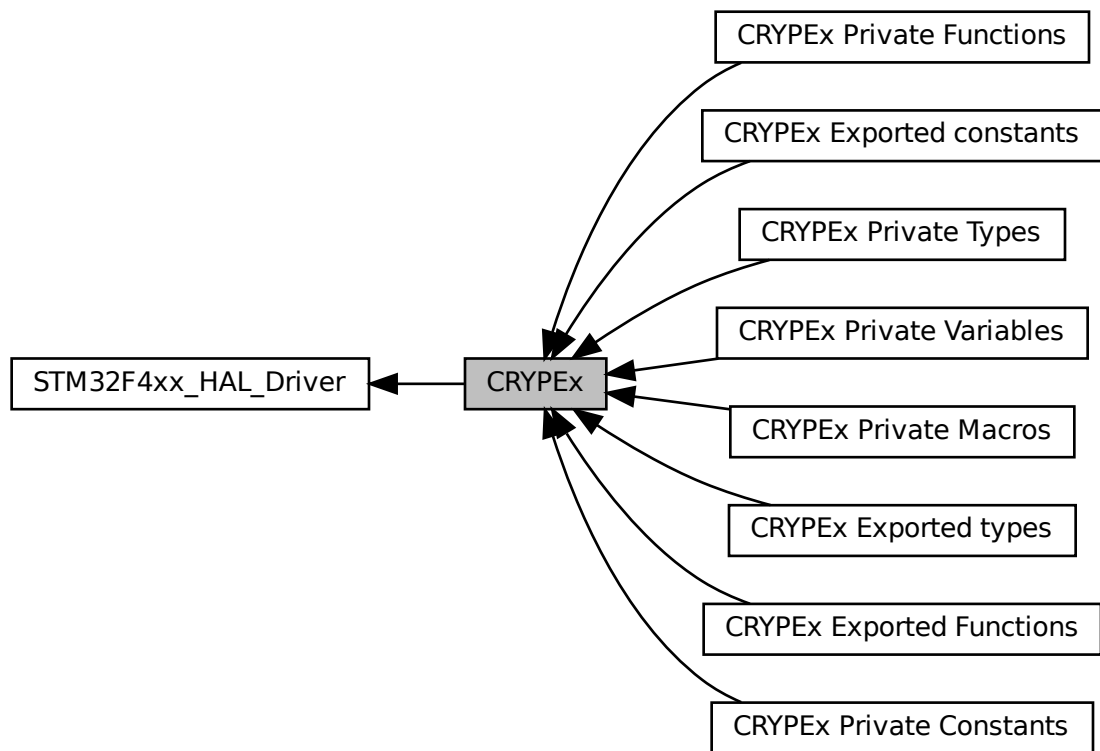 CRYPEx Private Functions
CRYPEx Exported constants
CRYPEx Private Types
CRYPEx Private Variables
STM32F4xx_HAL_Driver
CRYPEx
CRYPEx Private Macros
CRYPEx Exported types
CRYPEx Exported Functions
CRYPEx Private Constants